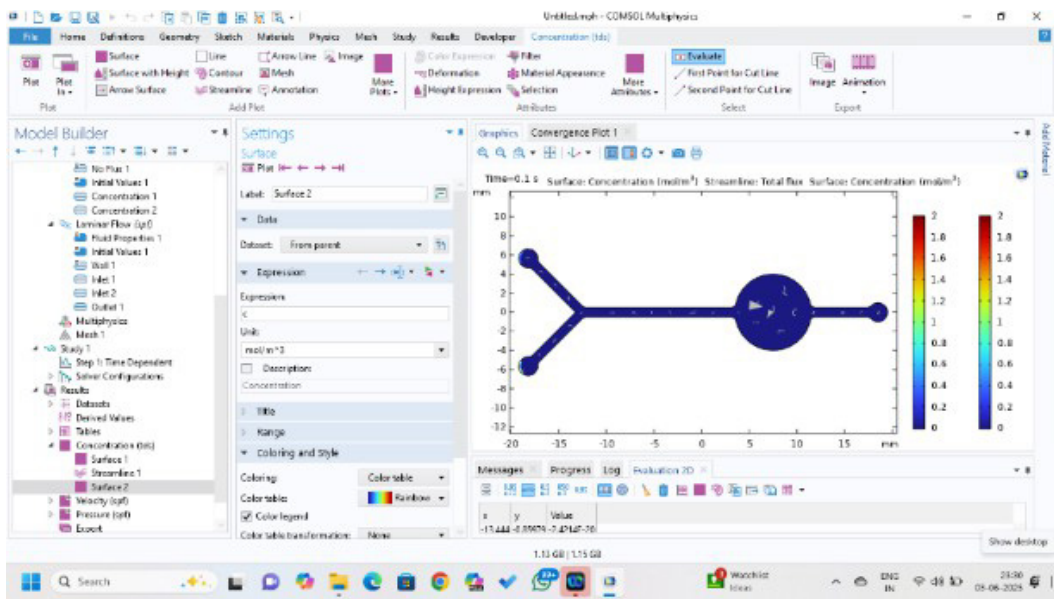 Untitled.mph - COMSOL Multiphysics
File Home Definitions Geometry Sketch Materials Physics Mesh Study Results Developer Concentration (tds)
Surface Line Arrow Line Image Color Expression Filter Evaluate
Plot Plot In Surface with Height Contour Mesh More Plots Deformation Material Appearance More Attributes First Point for Cut Line Image Animation
Arrow Surface Streamline Annotation Height Expression Selection Second Point for Cut Line
Plot Add Plot Attributes Select Export
Model Builder
No Flux 1
Initial Values 1
Concentration 1
Concentration 2
Laminar Flow (spf)
Fluid Properties 1
Initial Values 1
Wall 1
Inlet 1
Inlet 2
Outlet 1
Multiphysics
Mesh 1
Study 1
Step 1: Time Dependent
Solver Configurations
Results
Datasets
Derived Values
Tables
Concentration (tds)
Surface 1
Streamline 1
Surface 2
Velocity (spf)
Pressure (spf)
Export
Settings
Surface
Plot
Label: Surface 2
Data
Dataset: From parent
Expression
Expression:
c
Unit:
mol/m^3
Description:
Concentration
Title
Range
Coloring and Style
Coloring: Color table
Color table: Rainbow
Color legend
Color table transformation: None
Graphics Convergence Plot 1
Add Material
Time=0.1 s Surface: Concentration (mol/m³) Streamline: Total flux Surface: Concentration (mol/m³)
mm
10
8
6
4
2
0
-2
-4
-6
-8
-10
-12
-20 -15 -10 -5 0 5 10 15 mm
2 2
1.8 1.8
1.6 1.6
1.4 1.4
1.2 1.2
1 1
0.8 0.8
0.6 0.6
0.4 0.4
0.2 0.2
0 0
Messages Progress Log Evaluation 2D
x y Value
-13.444 -0.89979 -2.4214E-20
1.13 GB | 1.15 GB
Show desktop
Search
99+
Watchlist
Ideas
ENG
IN
23:30
03-06-2025